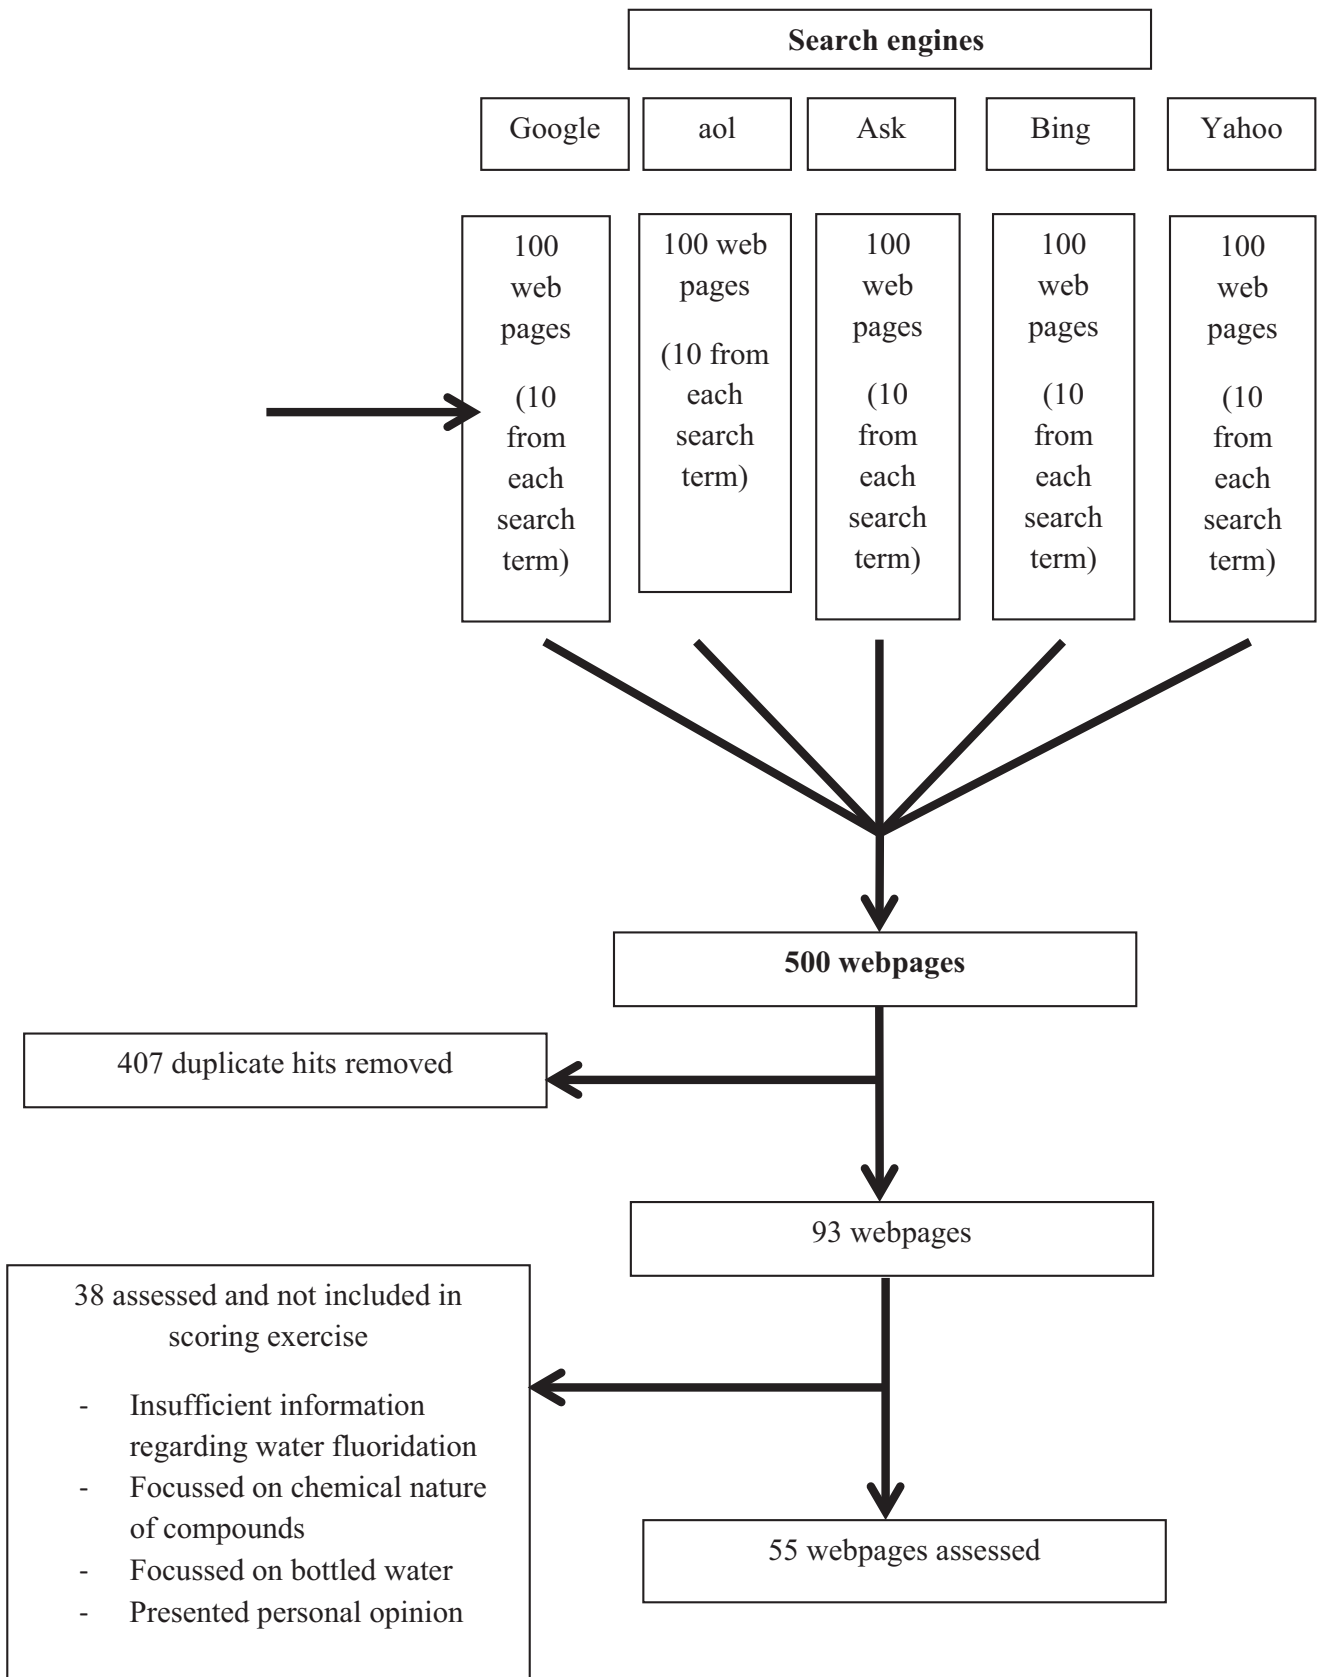 Search engines
Google
aol
Ask
Bing
Yahoo
100
web
pages
(10
from
each
search
term)
100 web
pages
(10 from
each
search
term)
100
web
pages
(10
from
each
search
term)
100
web
pages
(10
from
each
search
term)
100
web
pages
(10
from
each
search
term)
500 webpages
407 duplicate hits removed
93 webpages
38 assessed and not included in
scoring exercise
- Insufficient information
regarding water fluoridation
- Focussed on chemical nature
of compounds
- Focussed on bottled water
- Presented personal opinion
55 webpages assessed